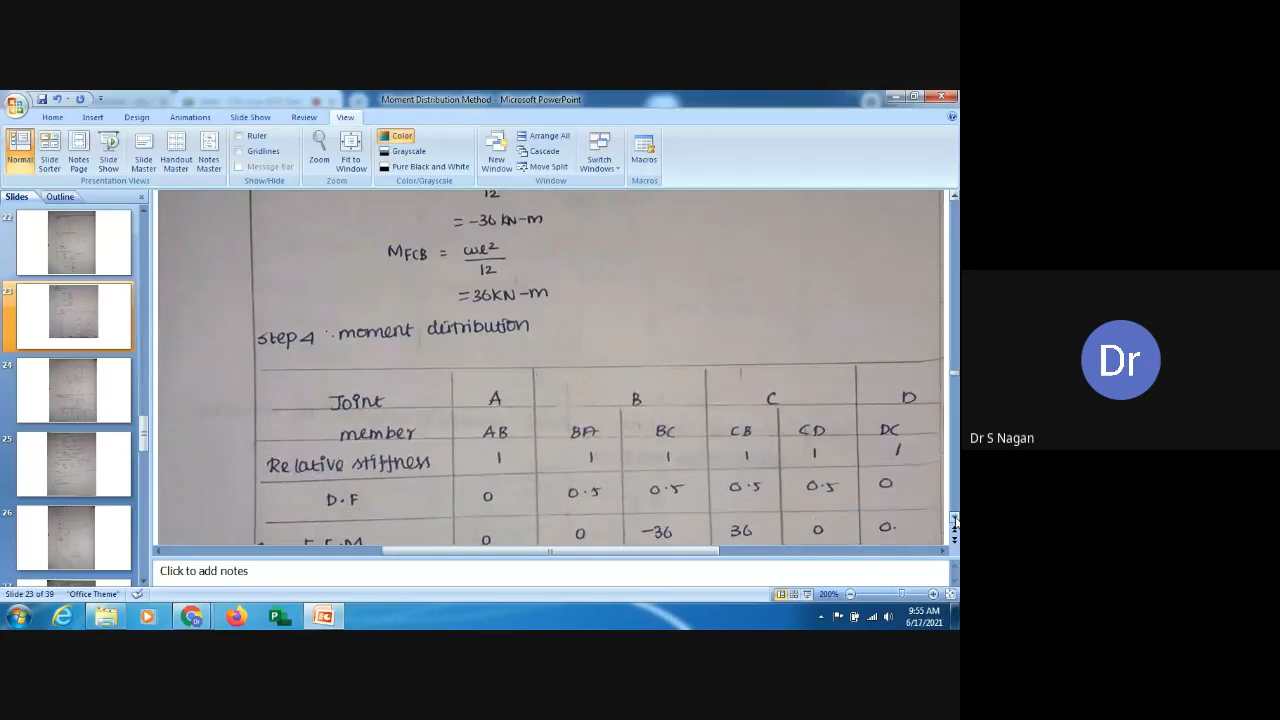 Moment Distribution Method - Microsoft PowerPoint
Home Insert Design Animations Slide Show Review View
Normal Slide Sorter Notes Page Slide Show Slide Master Handout Master Notes Master
Presentation Views
Ruler
Gridlines
Message Bar
Show/Hide
Zoom Fit to Window
Zoom
Color
Grayscale
Pure Black and White
Color/Grayscale
New Window
Arrange All
Cascade
Move Split
Switch Windows
Window
Macros
Macros
Slides Outline
22
23
24
25
26
12
= -36 KN-m
MFCB = ωl²
12
= 36 KN-m
step 4 : moment distribution
Joint A B C D
member AB BA BC CB CD DC
Relative stiffness 1 1 1 1 1 1
D.F 0 0.5 0.5 0.5 0.5 0
F.E.M 0 0 -36 36 0 0.
Click to add notes
Slide 23 of 39 "Office Theme" 200%
9:55 AM
6/17/2021
Dr
Dr S Nagan